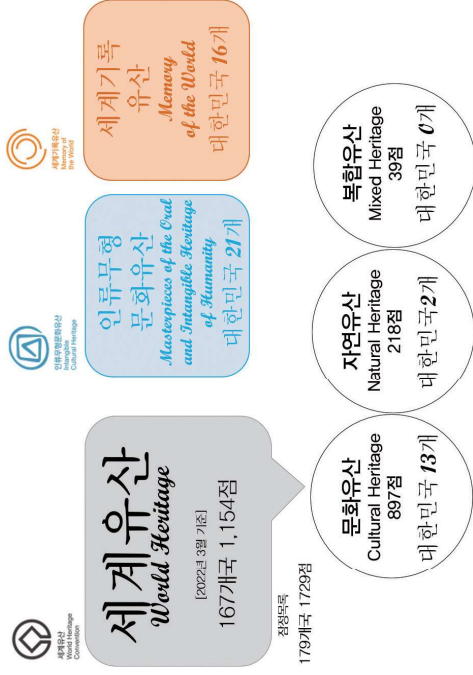 세계유산
World Heritage
Convention
세계유산
World Heritage
[2022년 3월 기준]
167개국 1,154점
잠정목록
179개국 1729점
인류무형문화유산
Intangible
Cultural Heritage
인류무형
문화유산
Masterpieces of the Oral
and Intangible Heritage
of Humanity
대한민국 21개
세계기록유산
Memory of
the World
세계기록
유산
Memory
of the World
대한민국 16개
문화유산
Cultural Heritage
897점
대한민국 13개
자연유산
Natural Heritage
218점
대한민국2개
복합유산
Mixed Heritage
39점
대한민국 0개